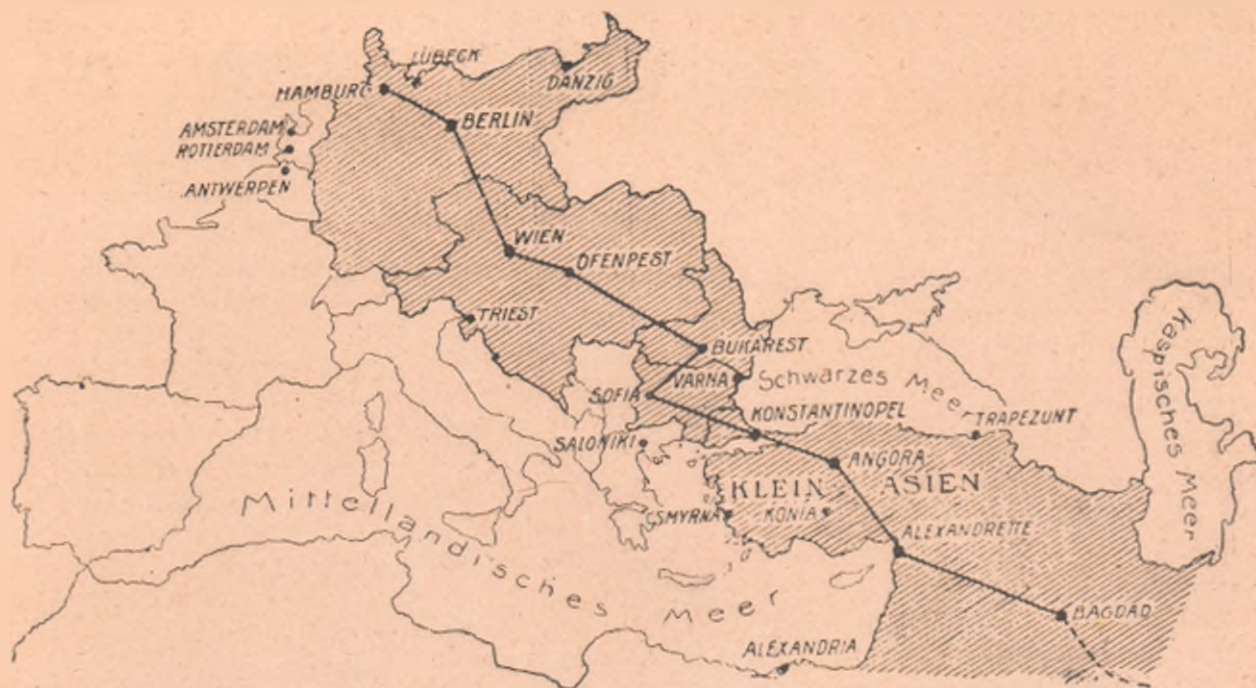 LÜBECK
DANZIG
HAMBURG
BERLIN
AMSTERDAM
ROTTERDAM
ANTWERPEN
WIEN
OFENPEST
TRIEST
BUKAREST
VARNA
Schwarzes Meer
SOFIA
KONSTANTINOPEL
TRAPEZUNT
Kaspisches Meer
SALONIKI
ANGORA
KLEIN ASIEN
SMYRNA
KONIA
Mittellandisches Meer
ALEXANDRETTE
BAGDAD
ALEXANDRIA